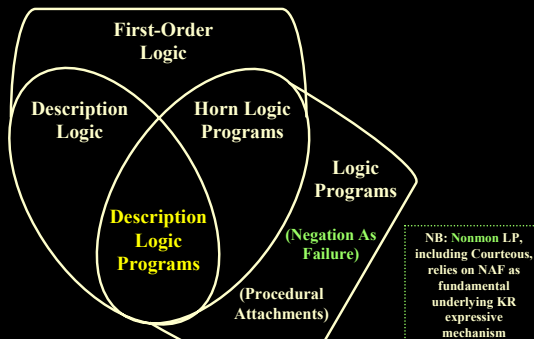 First-Order
Logic
Description
Logic
Horn Logic
Programs
Logic
Programs
Description
Logic
Programs
(Negation As
Failure)
(Procedural
Attachments)
NB: Nonmon LP,
including Courteous,
relies on NAF as
fundamental
underlying KR
expressive
mechanism